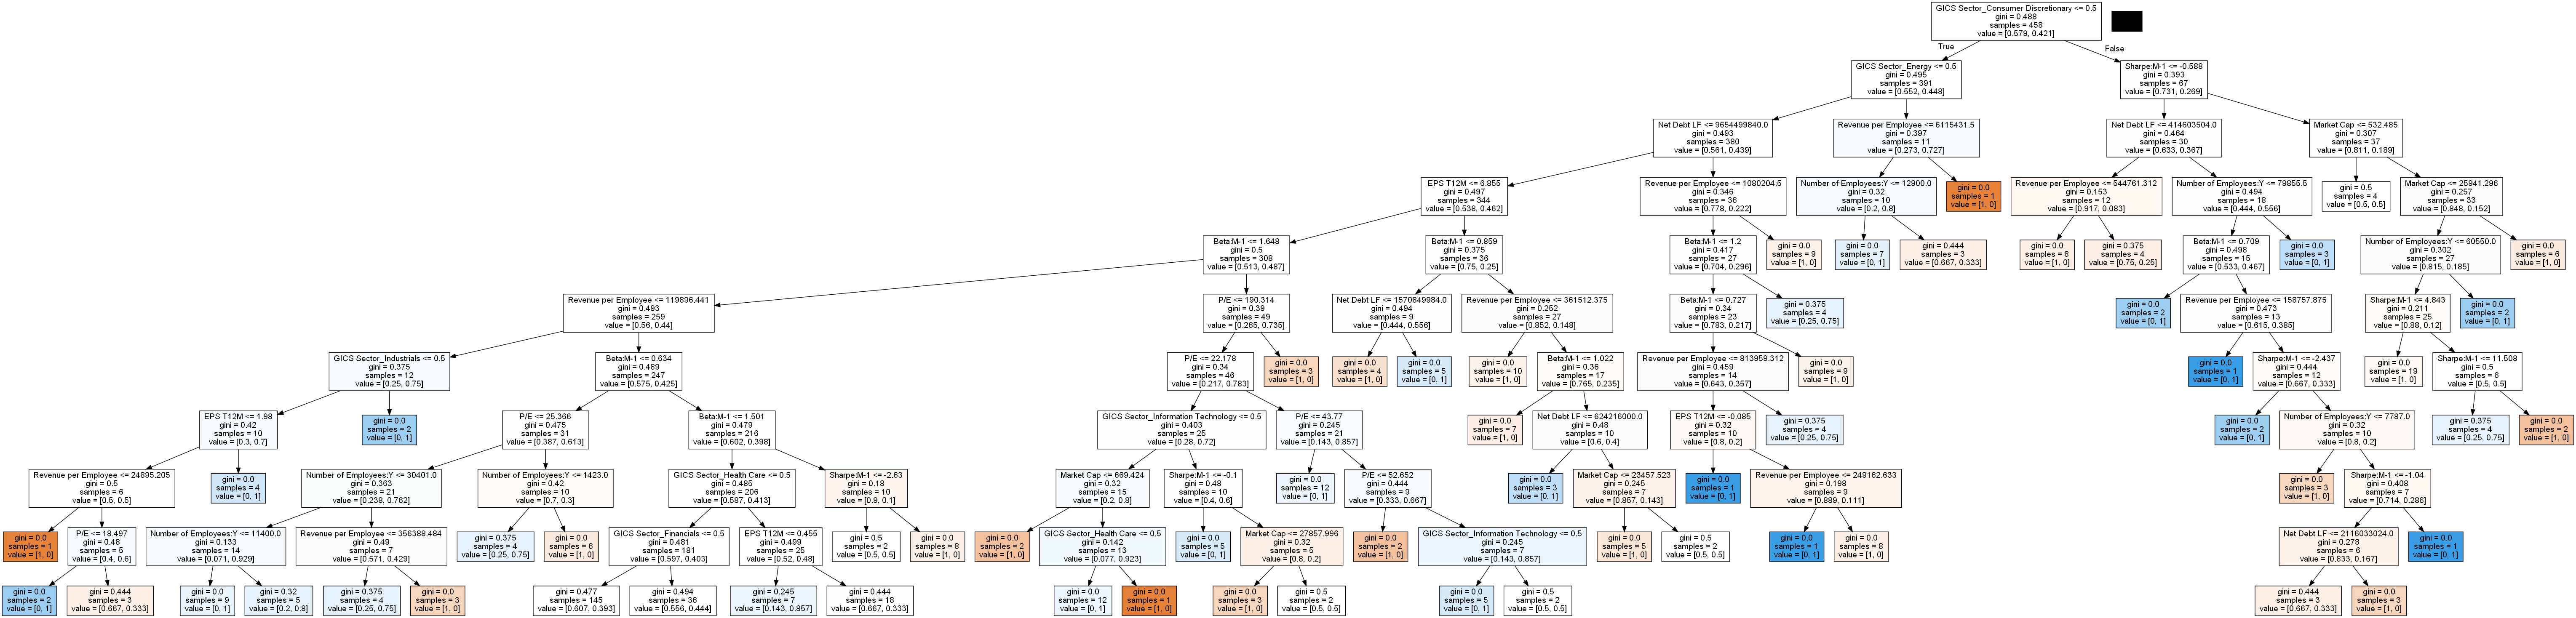 GICS Sector_Consumer Discretionary <= 0.5
gini = 0.488
samples = 458
value = [0.579, 0.421]
True
False
GICS Sector_Energy <= 0.5
gini = 0.495
samples = 391
value = [0.552, 0.448]
Sharpe:M-1 <= -0.588
gini = 0.393
samples = 67
value = [0.731, 0.269]
Net Debt LF <= 9654499840.0
gini = 0.493
samples = 380
value = [0.561, 0.439]
Revenue per Employee <= 6115431.5
gini = 0.397
samples = 11
value = [0.273, 0.727]
Net Debt LF <= 414603504.0
gini = 0.464
samples = 30
value = [0.633, 0.367]
Market Cap <= 532.485
gini = 0.307
samples = 37
value = [0.811, 0.189]
EPS T12M <= 6.855
gini = 0.497
samples = 344
value = [0.538, 0.462]
Revenue per Employee <= 1080204.5
gini = 0.346
samples = 36
value = [0.778, 0.222]
Number of Employees:Y <= 12900.0
gini = 0.32
samples = 10
value = [0.2, 0.8]
gini = 0.0
samples = 1
value = [1, 0]
Revenue per Employee <= 544761.312
gini = 0.153
samples = 12
value = [0.917, 0.083]
Number of Employees:Y <= 79855.5
gini = 0.494
samples = 18
value = [0.444, 0.556]
gini = 0.5
samples = 4
value = [0.5, 0.5]
Market Cap <= 25941.296
gini = 0.257
samples = 33
value = [0.848, 0.152]
Beta:M-1 <= 1.648
gini = 0.5
samples = 308
value = [0.513, 0.487]
Beta:M-1 <= 0.859
gini = 0.375
samples = 36
value = [0.75, 0.25]
Beta:M-1 <= 1.2
gini = 0.417
samples = 27
value = [0.704, 0.296]
gini = 0.0
samples = 9
value = [1, 0]
gini = 0.0
samples = 7
value = [0, 1]
gini = 0.444
samples = 3
value = [0.667, 0.333]
gini = 0.0
samples = 8
value = [1, 0]
gini = 0.375
samples = 4
value = [0.75, 0.25]
Beta:M-1 <= 0.709
gini = 0.498
samples = 15
value = [0.533, 0.467]
gini = 0.0
samples = 3
value = [0, 1]
Number of Employees:Y <= 60550.0
gini = 0.302
samples = 27
value = [0.815, 0.185]
gini = 0.0
samples = 6
value = [1, 0]
Revenue per Employee <= 119896.441
gini = 0.493
samples = 259
value = [0.56, 0.44]
P/E <= 190.314
gini = 0.39
samples = 49
value = [0.265, 0.735]
Net Debt LF <= 1570849984.0
gini = 0.494
samples = 9
value = [0.444, 0.556]
Revenue per Employee <= 361512.375
gini = 0.252
samples = 27
value = [0.852, 0.148]
Beta:M-1 <= 0.727
gini = 0.34
samples = 23
value = [0.783, 0.217]
gini = 0.375
samples = 4
value = [0.25, 0.75]
gini = 0.0
samples = 2
value = [0, 1]
Revenue per Employee <= 158757.875
gini = 0.473
samples = 13
value = [0.615, 0.385]
Sharpe:M-1 <= 4.843
gini = 0.211
samples = 25
value = [0.88, 0.12]
gini = 0.0
samples = 2
value = [0, 1]
GICS Sector_Industrials <= 0.5
gini = 0.375
samples = 12
value = [0.25, 0.75]
Beta:M-1 <= 0.634
gini = 0.489
samples = 247
value = [0.575, 0.425]
P/E <= 22.178
gini = 0.34
samples = 46
value = [0.217, 0.783]
gini = 0.0
samples = 3
value = [1, 0]
gini = 0.0
samples = 4
value = [1, 0]
gini = 0.0
samples = 5
value = [0, 1]
gini = 0.0
samples = 10
value = [1, 0]
Beta:M-1 <= 1.022
gini = 0.36
samples = 17
value = [0.765, 0.235]
Revenue per Employee <= 813959.312
gini = 0.459
samples = 14
value = [0.643, 0.357]
gini = 0.0
samples = 9
value = [1, 0]
gini = 0.0
samples = 1
value = [0, 1]
Sharpe:M-1 <= -2.437
gini = 0.444
samples = 12
value = [0.667, 0.333]
gini = 0.0
samples = 19
value = [1, 0]
Sharpe:M-1 <= 11.508
gini = 0.5
samples = 6
value = [0.5, 0.5]
EPS T12M <= 1.98
gini = 0.42
samples = 10
value = [0.3, 0.7]
gini = 0.0
samples = 2
value = [0, 1]
P/E <= 25.366
gini = 0.475
samples = 31
value = [0.387, 0.613]
Beta:M-1 <= 1.501
gini = 0.479
samples = 216
value = [0.602, 0.398]
GICS Sector_Information Technology <= 0.5
gini = 0.403
samples = 25
value = [0.28, 0.72]
P/E <= 43.77
gini = 0.245
samples = 21
value = [0.143, 0.857]
gini = 0.0
samples = 7
value = [1, 0]
Net Debt LF <= 624216000.0
gini = 0.48
samples = 10
value = [0.6, 0.4]
EPS T12M <= -0.085
gini = 0.32
samples = 10
value = [0.8, 0.2]
gini = 0.375
samples = 4
value = [0.25, 0.75]
gini = 0.0
samples = 2
value = [0, 1]
Number of Employees:Y <= 7787.0
gini = 0.32
samples = 10
value = [0.8, 0.2]
gini = 0.375
samples = 4
value = [0.25, 0.75]
gini = 0.0
samples = 2
value = [1, 0]
Revenue per Employee <= 24895.205
gini = 0.5
samples = 6
value = [0.5, 0.5]
gini = 0.0
samples = 4
value = [0, 1]
Number of Employees:Y <= 30401.0
gini = 0.363
samples = 21
value = [0.238, 0.762]
Number of Employees:Y <= 1423.0
gini = 0.42
samples = 10
value = [0.7, 0.3]
GICS Sector_Health Care <= 0.5
gini = 0.485
samples = 206
value = [0.587, 0.413]
Sharpe:M-1 <= -2.63
gini = 0.18
samples = 10
value = [0.9, 0.1]
Market Cap <= 669.424
gini = 0.32
samples = 15
value = [0.2, 0.8]
Sharpe:M-1 <= -0.1
gini = 0.48
samples = 10
value = [0.4, 0.6]
gini = 0.0
samples = 12
value = [0, 1]
P/E <= 52.652
gini = 0.444
samples = 9
value = [0.333, 0.667]
gini = 0.0
samples = 3
value = [0, 1]
Market Cap <= 23457.523
gini = 0.245
samples = 7
value = [0.857, 0.143]
gini = 0.0
samples = 1
value = [0, 1]
Revenue per Employee <= 249162.633
gini = 0.198
samples = 9
value = [0.889, 0.111]
gini = 0.0
samples = 3
value = [1, 0]
Sharpe:M-1 <= -1.04
gini = 0.408
samples = 7
value = [0.714, 0.286]
gini = 0.0
samples = 1
value = [1, 0]
P/E <= 18.497
gini = 0.48
samples = 5
value = [0.4, 0.6]
Number of Employees:Y <= 11400.0
gini = 0.133
samples = 14
value = [0.071, 0.929]
Revenue per Employee <= 356388.484
gini = 0.49
samples = 7
value = [0.571, 0.429]
gini = 0.375
samples = 4
value = [0.25, 0.75]
gini = 0.0
samples = 6
value = [1, 0]
GICS Sector_Financials <= 0.5
gini = 0.481
samples = 181
value = [0.597, 0.403]
EPS T12M <= 0.455
gini = 0.499
samples = 25
value = [0.52, 0.48]
gini = 0.5
samples = 2
value = [0.5, 0.5]
gini = 0.0
samples = 8
value = [1, 0]
gini = 0.0
samples = 2
value = [1, 0]
GICS Sector_Health Care <= 0.5
gini = 0.142
samples = 13
value = [0.077, 0.923]
gini = 0.0
samples = 5
value = [0, 1]
Market Cap <= 27857.996
gini = 0.32
samples = 5
value = [0.8, 0.2]
gini = 0.0
samples = 2
value = [1, 0]
GICS Sector_Information Technology <= 0.5
gini = 0.245
samples = 7
value = [0.143, 0.857]
gini = 0.0
samples = 5
value = [1, 0]
gini = 0.5
samples = 2
value = [0.5, 0.5]
gini = 0.0
samples = 1
value = [0, 1]
gini = 0.0
samples = 8
value = [1, 0]
Net Debt LF <= 2116033024.0
gini = 0.278
samples = 6
value = [0.833, 0.167]
gini = 0.0
samples = 1
value = [0, 1]
gini = 0.0
samples = 2
value = [0, 1]
gini = 0.444
samples = 3
value = [0.667, 0.333]
gini = 0.0
samples = 9
value = [0, 1]
gini = 0.32
samples = 5
value = [0.2, 0.8]
gini = 0.375
samples = 4
value = [0.25, 0.75]
gini = 0.0
samples = 3
value = [1, 0]
gini = 0.477
samples = 145
value = [0.607, 0.393]
gini = 0.494
samples = 36
value = [0.556, 0.444]
gini = 0.245
samples = 7
value = [0.143, 0.857]
gini = 0.444
samples = 18
value = [0.667, 0.333]
gini = 0.0
samples = 12
value = [0, 1]
gini = 0.0
samples = 1
value = [1, 0]
gini = 0.0
samples = 3
value = [1, 0]
gini = 0.5
samples = 2
value = [0.5, 0.5]
gini = 0.0
samples = 5
value = [0, 1]
gini = 0.5
samples = 2
value = [0.5, 0.5]
gini = 0.444
samples = 3
value = [0.667, 0.333]
gini = 0.0
samples = 3
value = [1, 0]